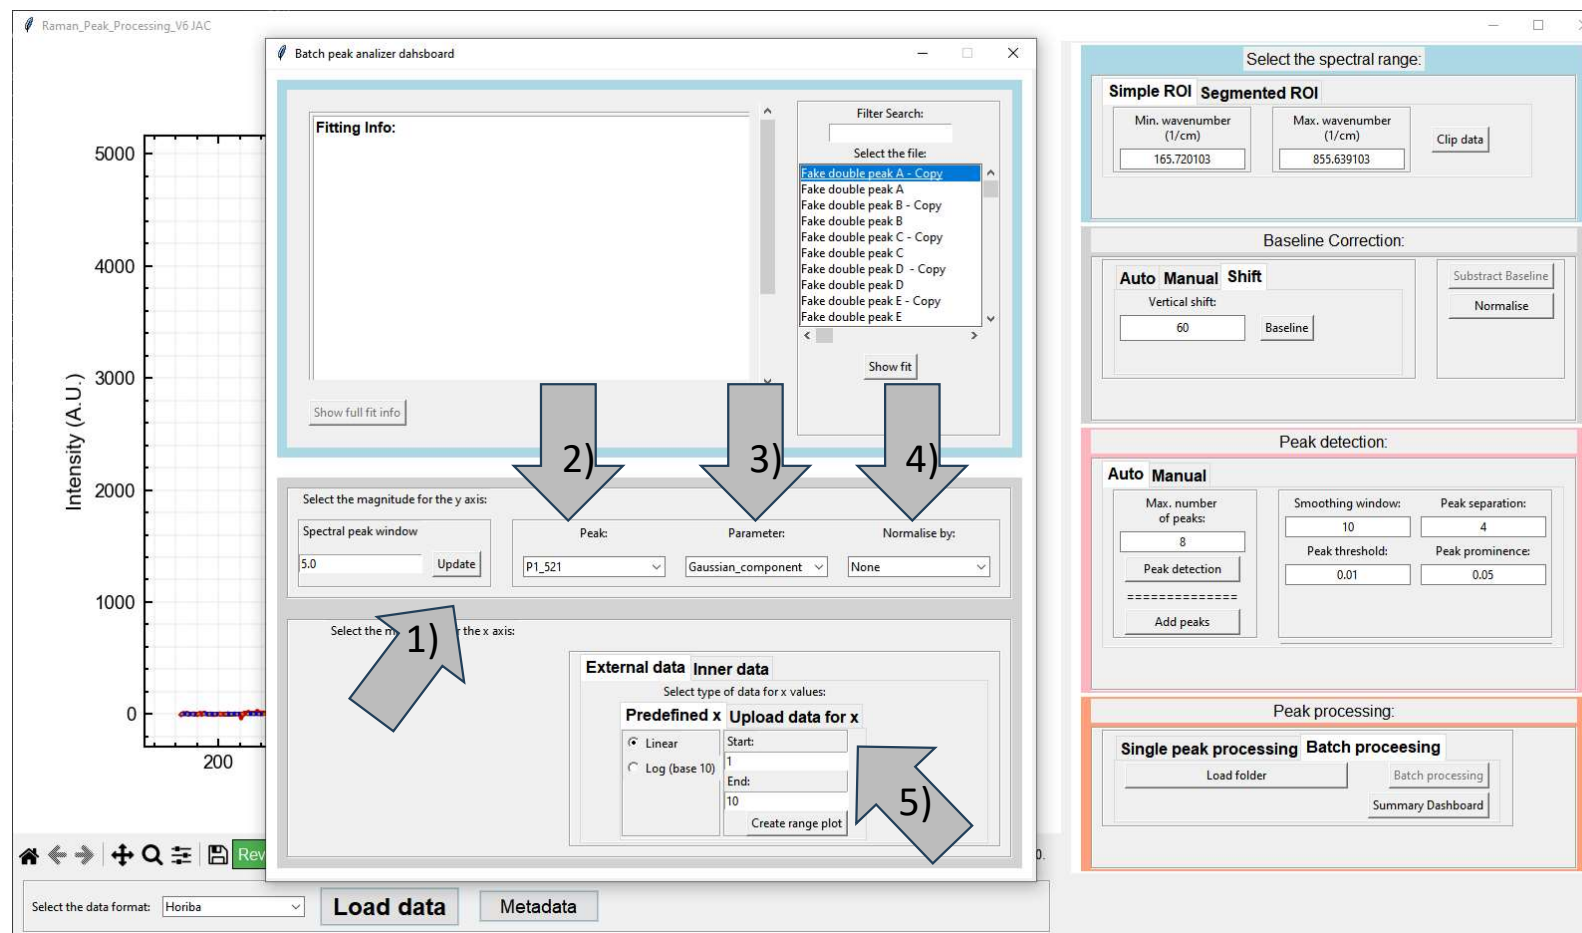 Raman_Peak_Processing_V6 JAC
Batch peak analizer dahsboard
Fitting Info:
Show full fit info
Filter Search:
Select the file:
Fake double peak A - Copy
Fake double peak A
Fake double peak B - Copy
Fake double peak B
Fake double peak C - Copy
Fake double peak C
Fake double peak D  - Copy
Fake double peak D
Fake double peak E - Copy
Fake double peak E
Show fit
2)
3)
4)
Select the magnitude for the y axis:
Spectral peak window
5.0
Update
Peak:
P1_521
Parameter:
Gaussian_component
Normalise by:
None
1)
Select the m
r the x axis:
External data
Inner data
Select type of data for x values:
Predefined x
Upload data for x
Linear
Log (base 10)
Start:
1
End:
10
Create range plot
5)
Intensity (A.U.)
5000
4000
3000
2000
1000
0
200
Rev
0.
Select the data format:
Horiba
Load data
Metadata
Select the spectral range:
Simple ROI
Segmented ROI
Min. wavenumber
(1/cm)
165.720103
Max. wavenumber
(1/cm)
855.639103
Clip data
Baseline Correction:
Auto
Manual
Shift
Vertical shift:
60
Baseline
Substract Baseline
Normalise
Peak detection:
Auto
Manual
Max. number
of peaks:
8
Peak detection
==============
Add peaks
Smoothing window:
10
Peak separation:
4
Peak threshold:
0.01
Peak prominence:
0.05
Peak processing:
Single peak processing
Batch proceesing
Load folder
Batch processing
Summary Dashboard